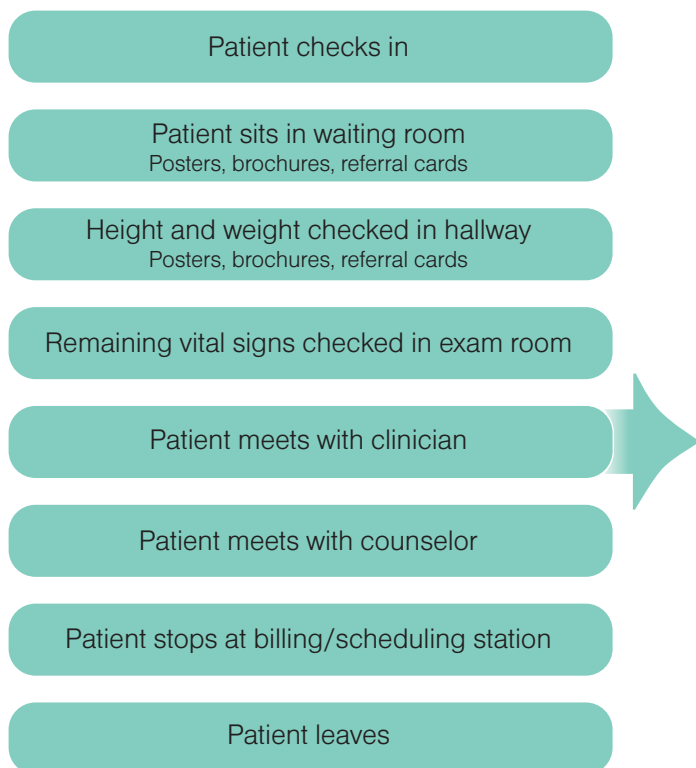 Patient checks in
Patient sits in waiting room
Posters, brochures, referral cards
Height and weight checked in hallway
Posters, brochures, referral cards
Remaining vital signs checked in exam room
Patient meets with clinician
Patient meets with counselor
Patient stops at billing/scheduling station
Patient leaves